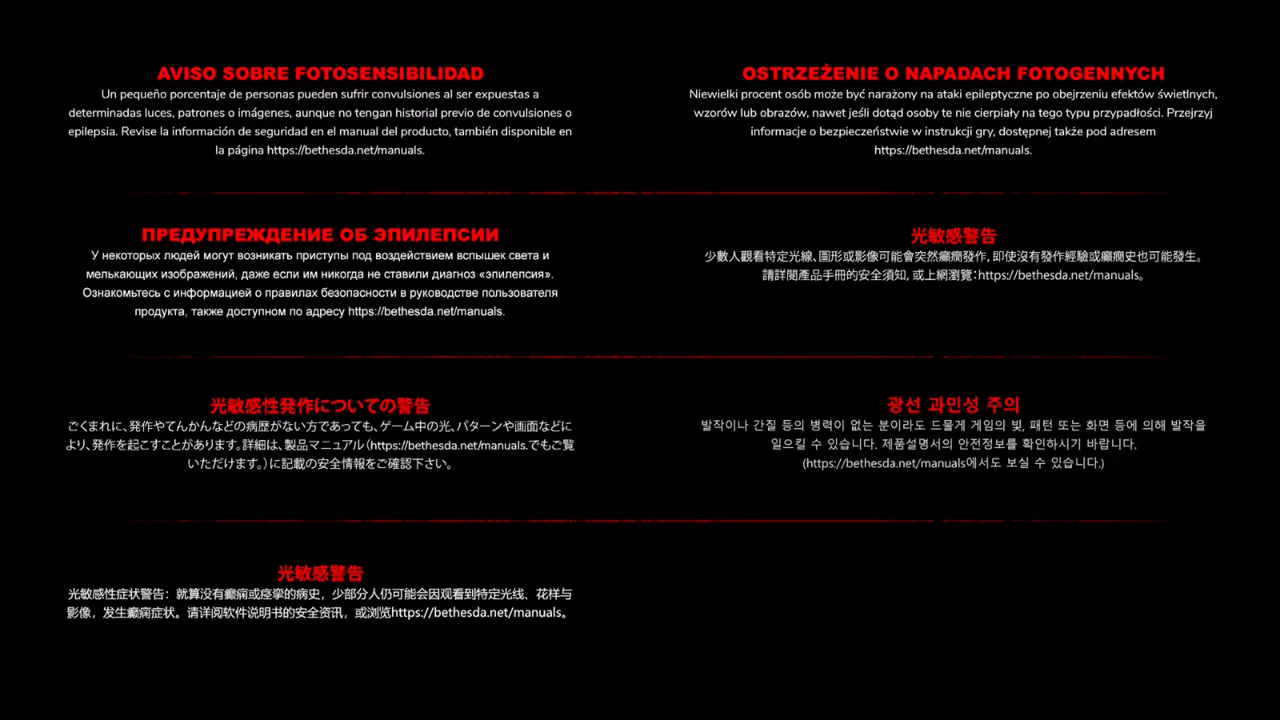 AVISO SOBRE FOTOSENSIBILIDAD
Un pequeño porcentaje de personas pueden sufrir convulsiones al ser expuestas a
determinadas luces, patrones o imágenes, aunque no tengan historial previo de convulsiones o
epilepsia. Revise la información de seguridad en el manual del producto, también disponible en
la página https://bethesda.net/manuals.
OSTRZEŻENIE O NAPADACH FOTOGENNYCH
Niewielki procent osób może być narażony na ataki epileptyczne po obejrzeniu efektów świetlnych,
wzorów lub obrazów, nawet jeśli dotąd osoby te nie cierpiały na tego typu przypadłości. Przejrzyj
informacje o bezpieczeństwie w instrukcji gry, dostępnej także pod adresem
https://bethesda.net/manuals.
ПРЕДУПРЕЖДЕНИЕ ОБ ЭПИЛЕПСИИ
У некоторых людей могут возникать приступы под воздействием вспышек света и
мелькающих изображений, даже если им никогда не ставили диагноз «эпилепсия».
Ознакомьтесь с информацией о правилах безопасности в руководстве пользователя
продукта, также доступном по адресу https://bethesda.net/manuals.
光敏感警告
少數人觀看特定光線、圖形或影像可能會突然癲癇發作，即使沒有發作經驗或癲癇史也可能發生。
請詳閱產品手冊的安全須知，或上網瀏覽：https://bethesda.net/manuals。
光敏感性発作についての警告
ごくまれに、発作やてんかんなどの病歴がない方であっても、ゲーム中の光、パターンや画面などに
より、発作を起こすことがあります。詳細は、製品マニュアル（https://bethesda.net/manuals.でもご覧
いただけます。）に記載の安全情報をご確認下さい。
광선 과민성 주의
발작이나 간질 등의 병력이 없는 분이라도 드물게 게임의 빛, 패턴 또는 화면 등에 의해 발작을
일으킬 수 있습니다. 제품설명서의 안전정보를 확인하시기 바랍니다.
(https://bethesda.net/manuals에서도 보실 수 있습니다.)
光敏感警告
光敏感性症状警告：就算没有癫痫或痉挛的病史，少部分人仍可能会因观看到特定光线、花样与
影像，发生癫痫症状。请详阅软件说明书的安全资讯，或浏览https://bethesda.net/manuals。